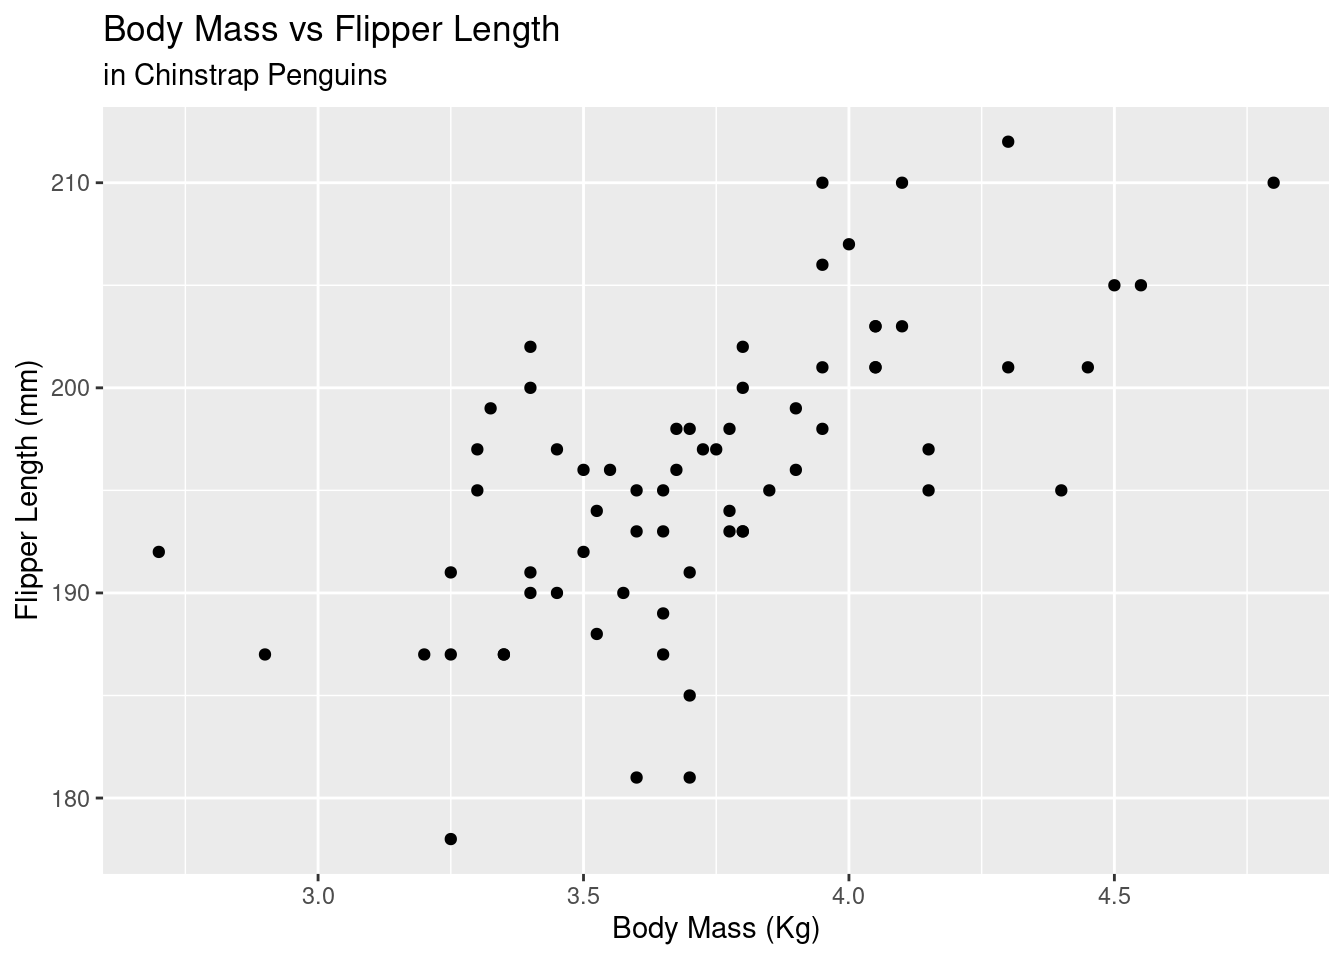 Body Mass vs Flipper Length
in Chinstrap Penguins
Flipper Length (mm)
210
200
190
180
3.0 3.5 4.0 4.5
Body Mass (Kg)